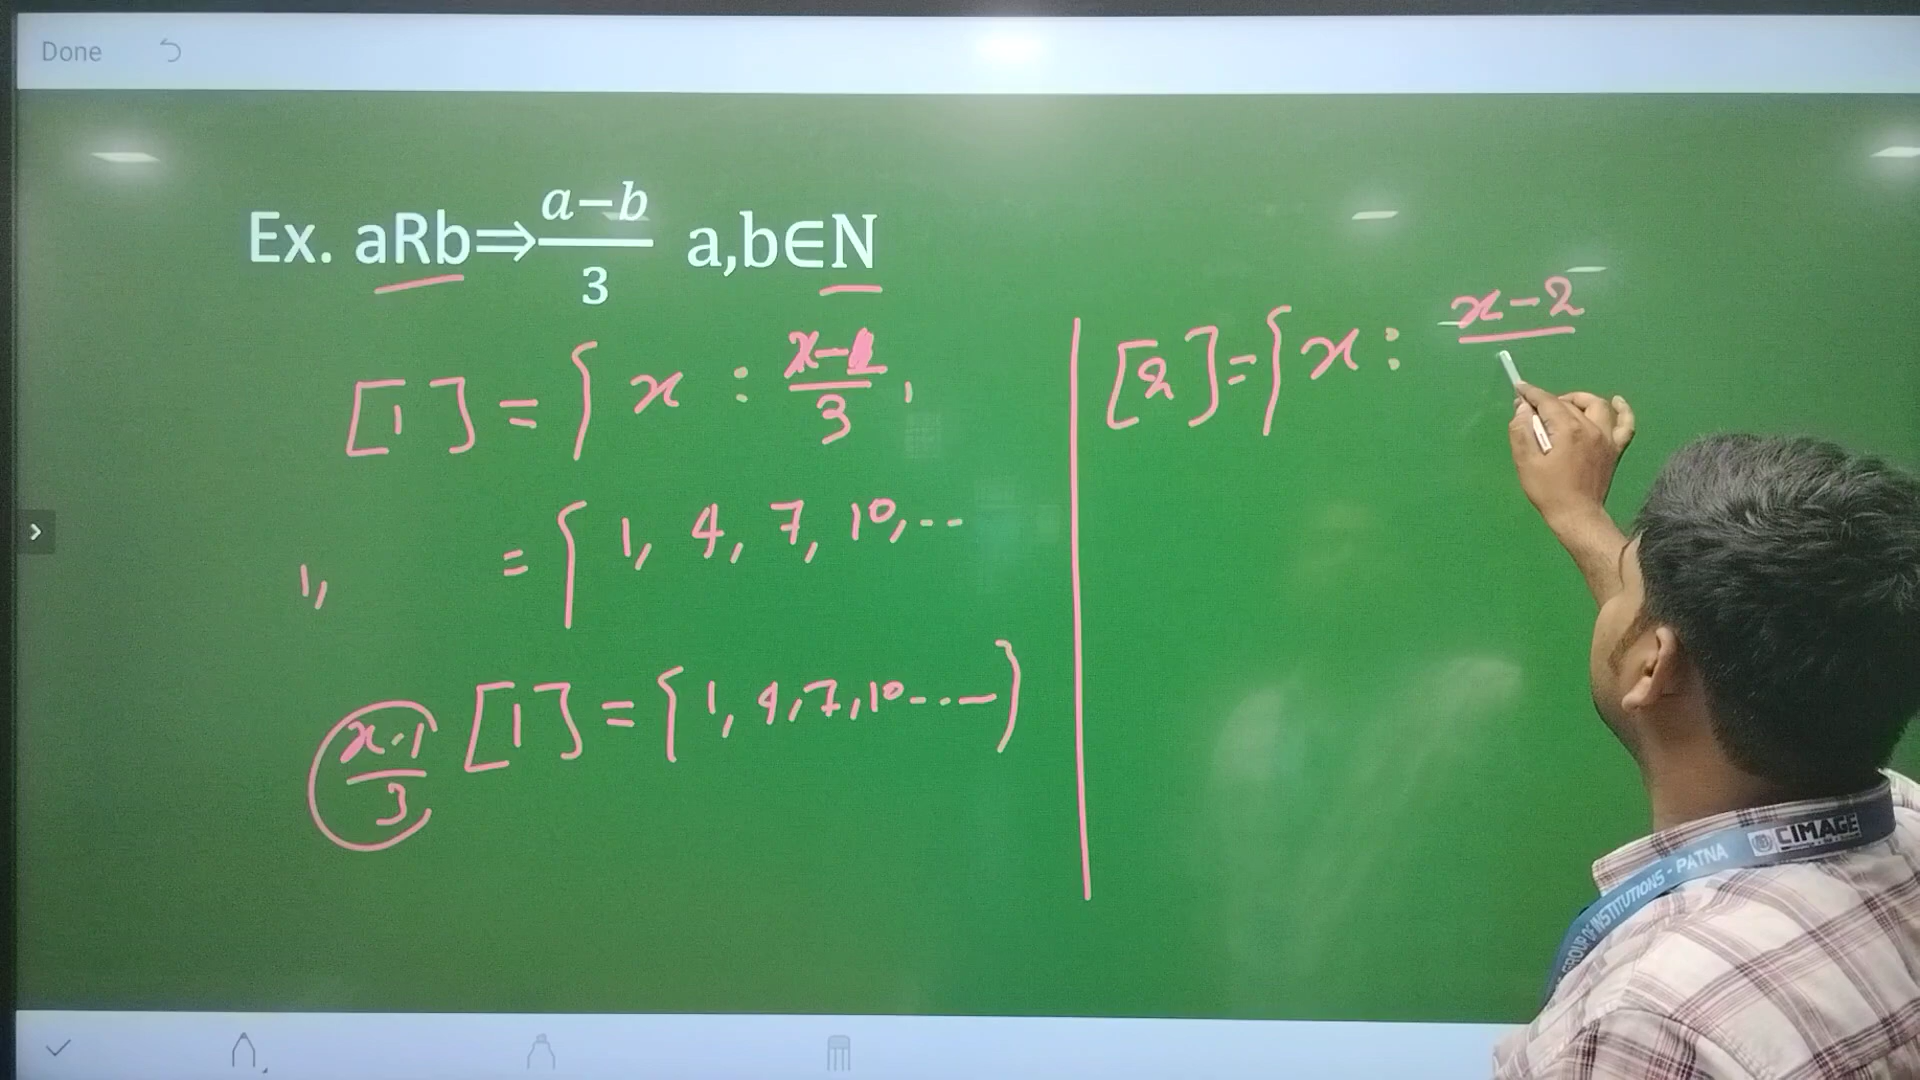 Done
Ex. aRb⇒(a−b)/3 a,b∈N
[1] = { x : (x-1)/3 ,
= { 1, 4, 7, 10, --
1,
(x-1)/3 [1] = { 1, 4, 7, 10 ---- }
[2] = { x : (x-2)/
CIMAGE
GROUP OF INSTITUTIONS - PATNA